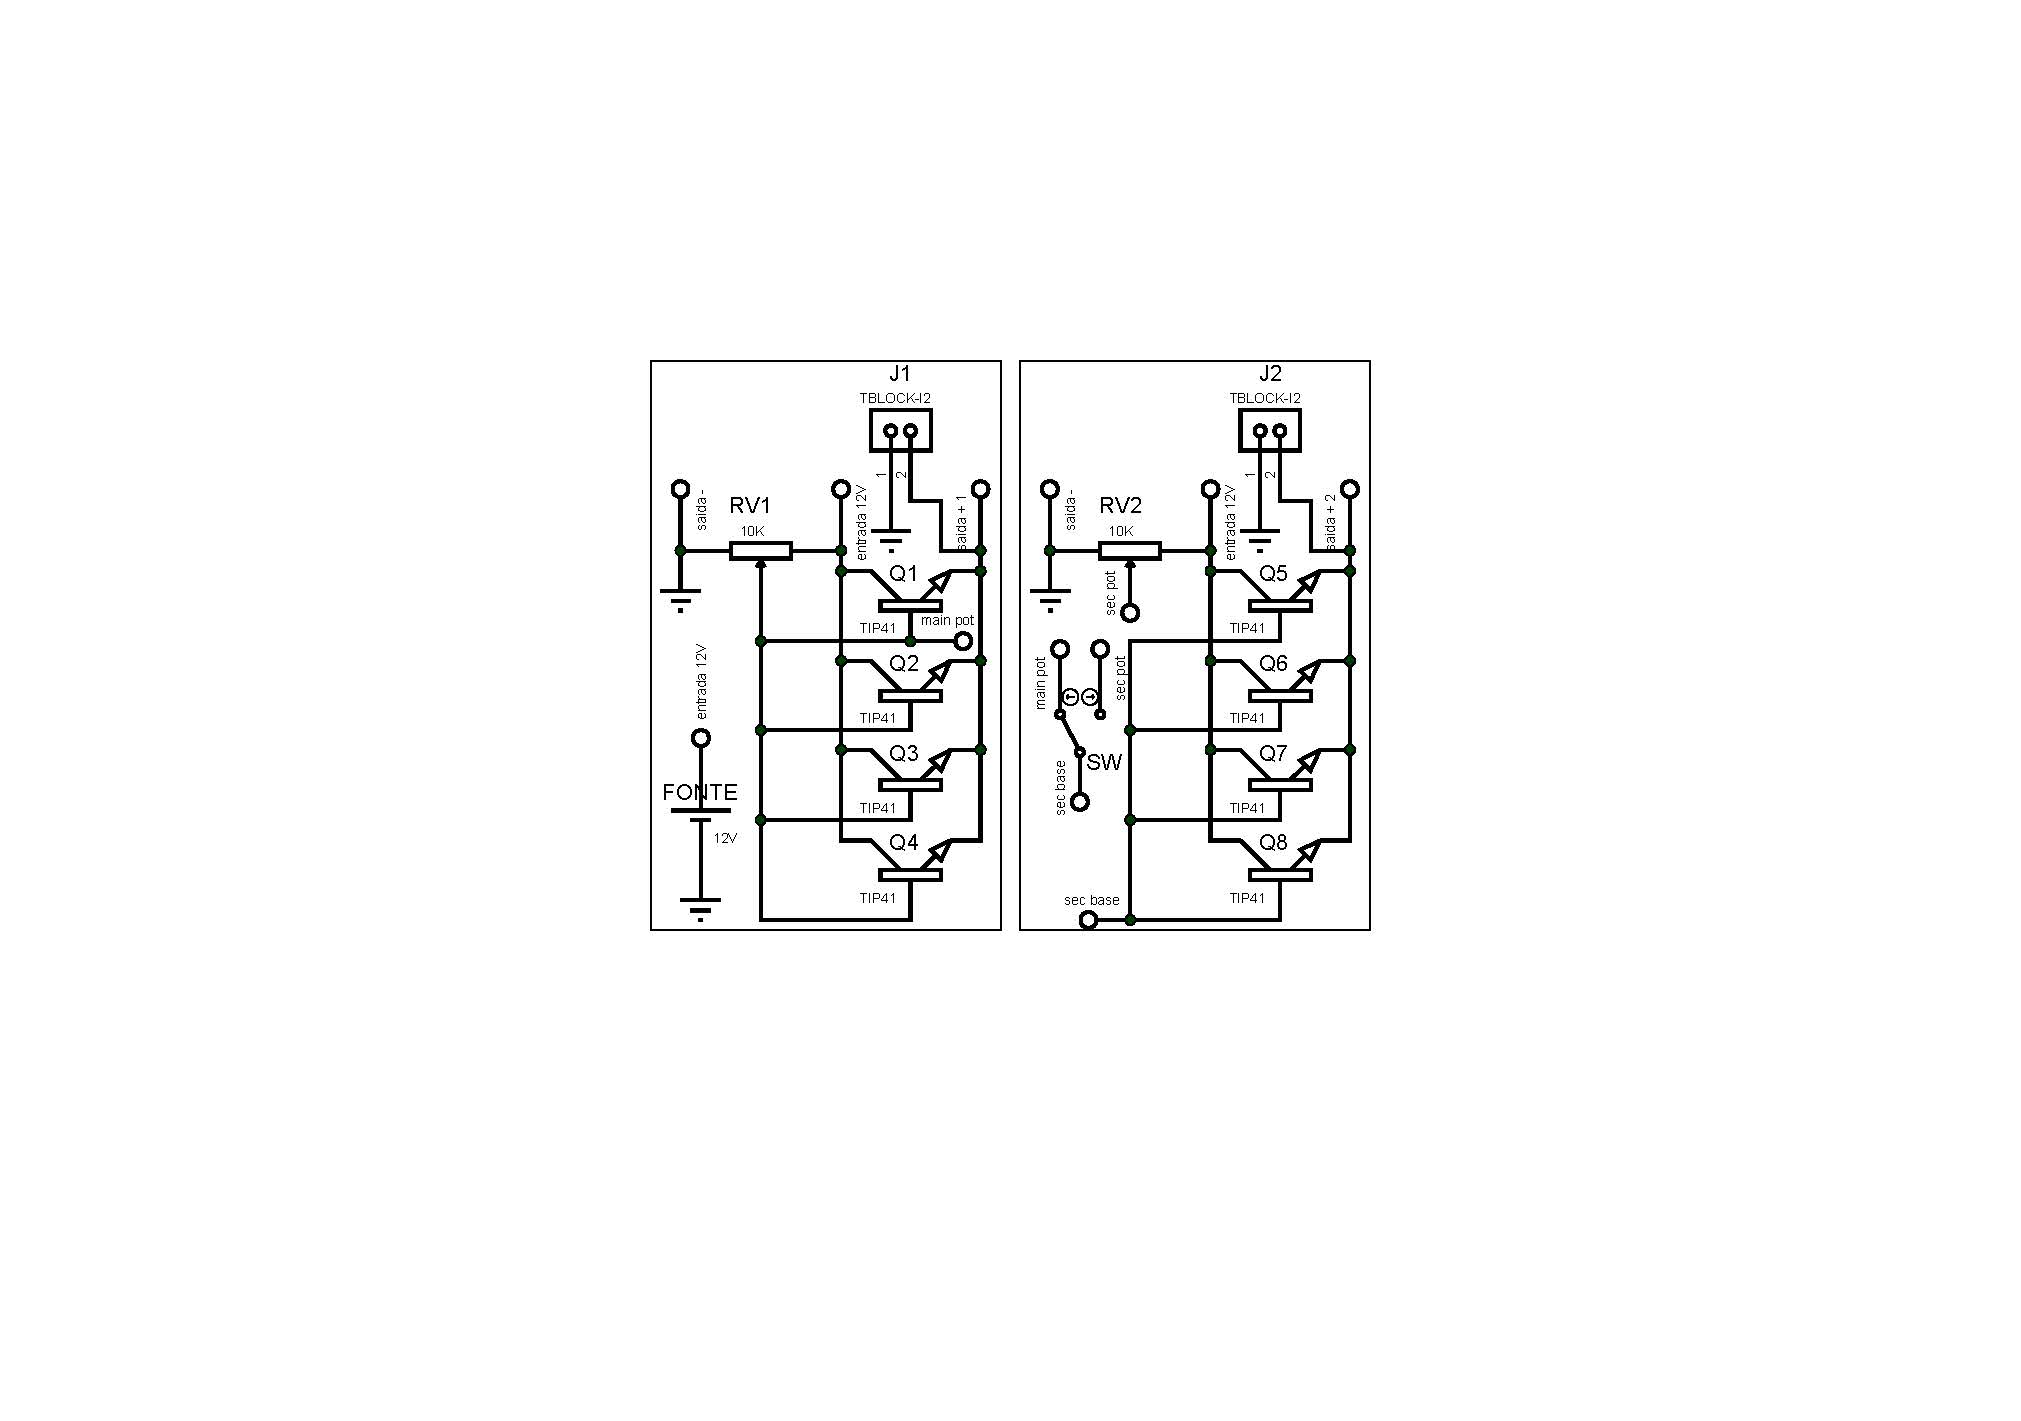 J1
TBLOCK-I2
1
2
saida -
RV1
10K
entrada 12V
saida + 1
Q1
TIP41
main pot
Q2
TIP41
entrada 12V
Q3
TIP41
FONTE
12V
Q4
TIP41
J2
TBLOCK-I2
1
2
saida -
RV2
10K
entrada 12V
saida + 2
sec pot
Q5
TIP41
main pot
sec pot
Q6
TIP41
SW
sec base
Q7
TIP41
Q8
TIP41
sec base